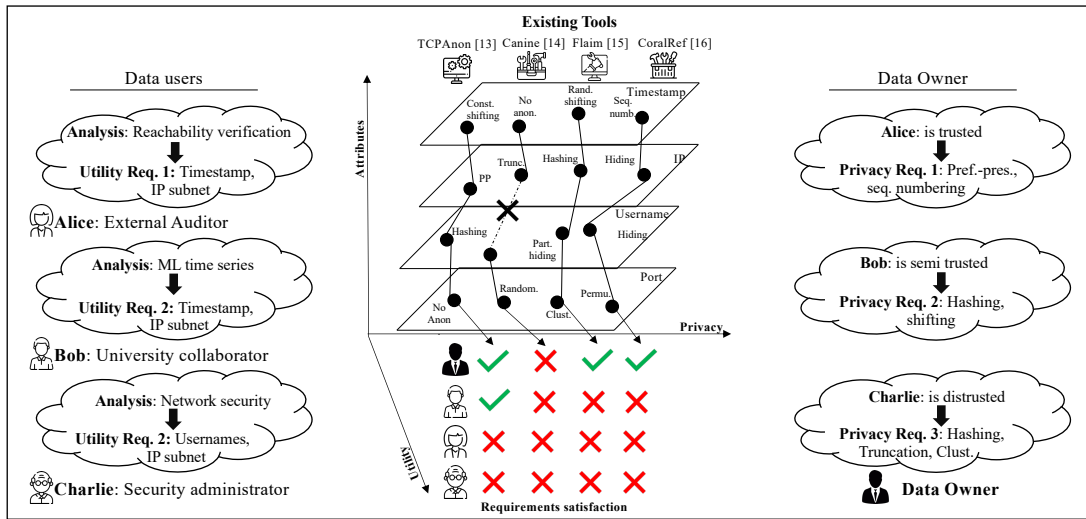 Existing Tools
TCPAnon [13] Canine [14] Flaim [15] CoralRef [16]
Data users
Analysis: Reachability verification
Utility Req. 1: Timestamp,
IP subnet
Alice: External Auditor
Analysis: ML time series
Utility Req. 2: Timestamp,
IP subnet
Bob: University collaborator
Analysis: Network security
Utility Req. 2: Usernames,
IP subnet
Charlie: Security administrator
Attributes
Timestamp
Const.
shifting
No
anon.
Rand.
shifting
Seq.
numb.
IP
PP
Trunc.
Hashing
Hiding
Username
Hashing
Part.
hiding
Hiding
Port
No
Anon
Random.
Clust.
Permu.
Privacy
Utility
Requirements satisfaction
Data Owner
Alice: is trusted
Privacy Req. 1: Pref.-pres.,
seq. numbering
Bob: is semi trusted
Privacy Req. 2: Hashing,
shifting
Charlie: is distrusted
Privacy Req. 3: Hashing,
Truncation, Clust.
Data Owner